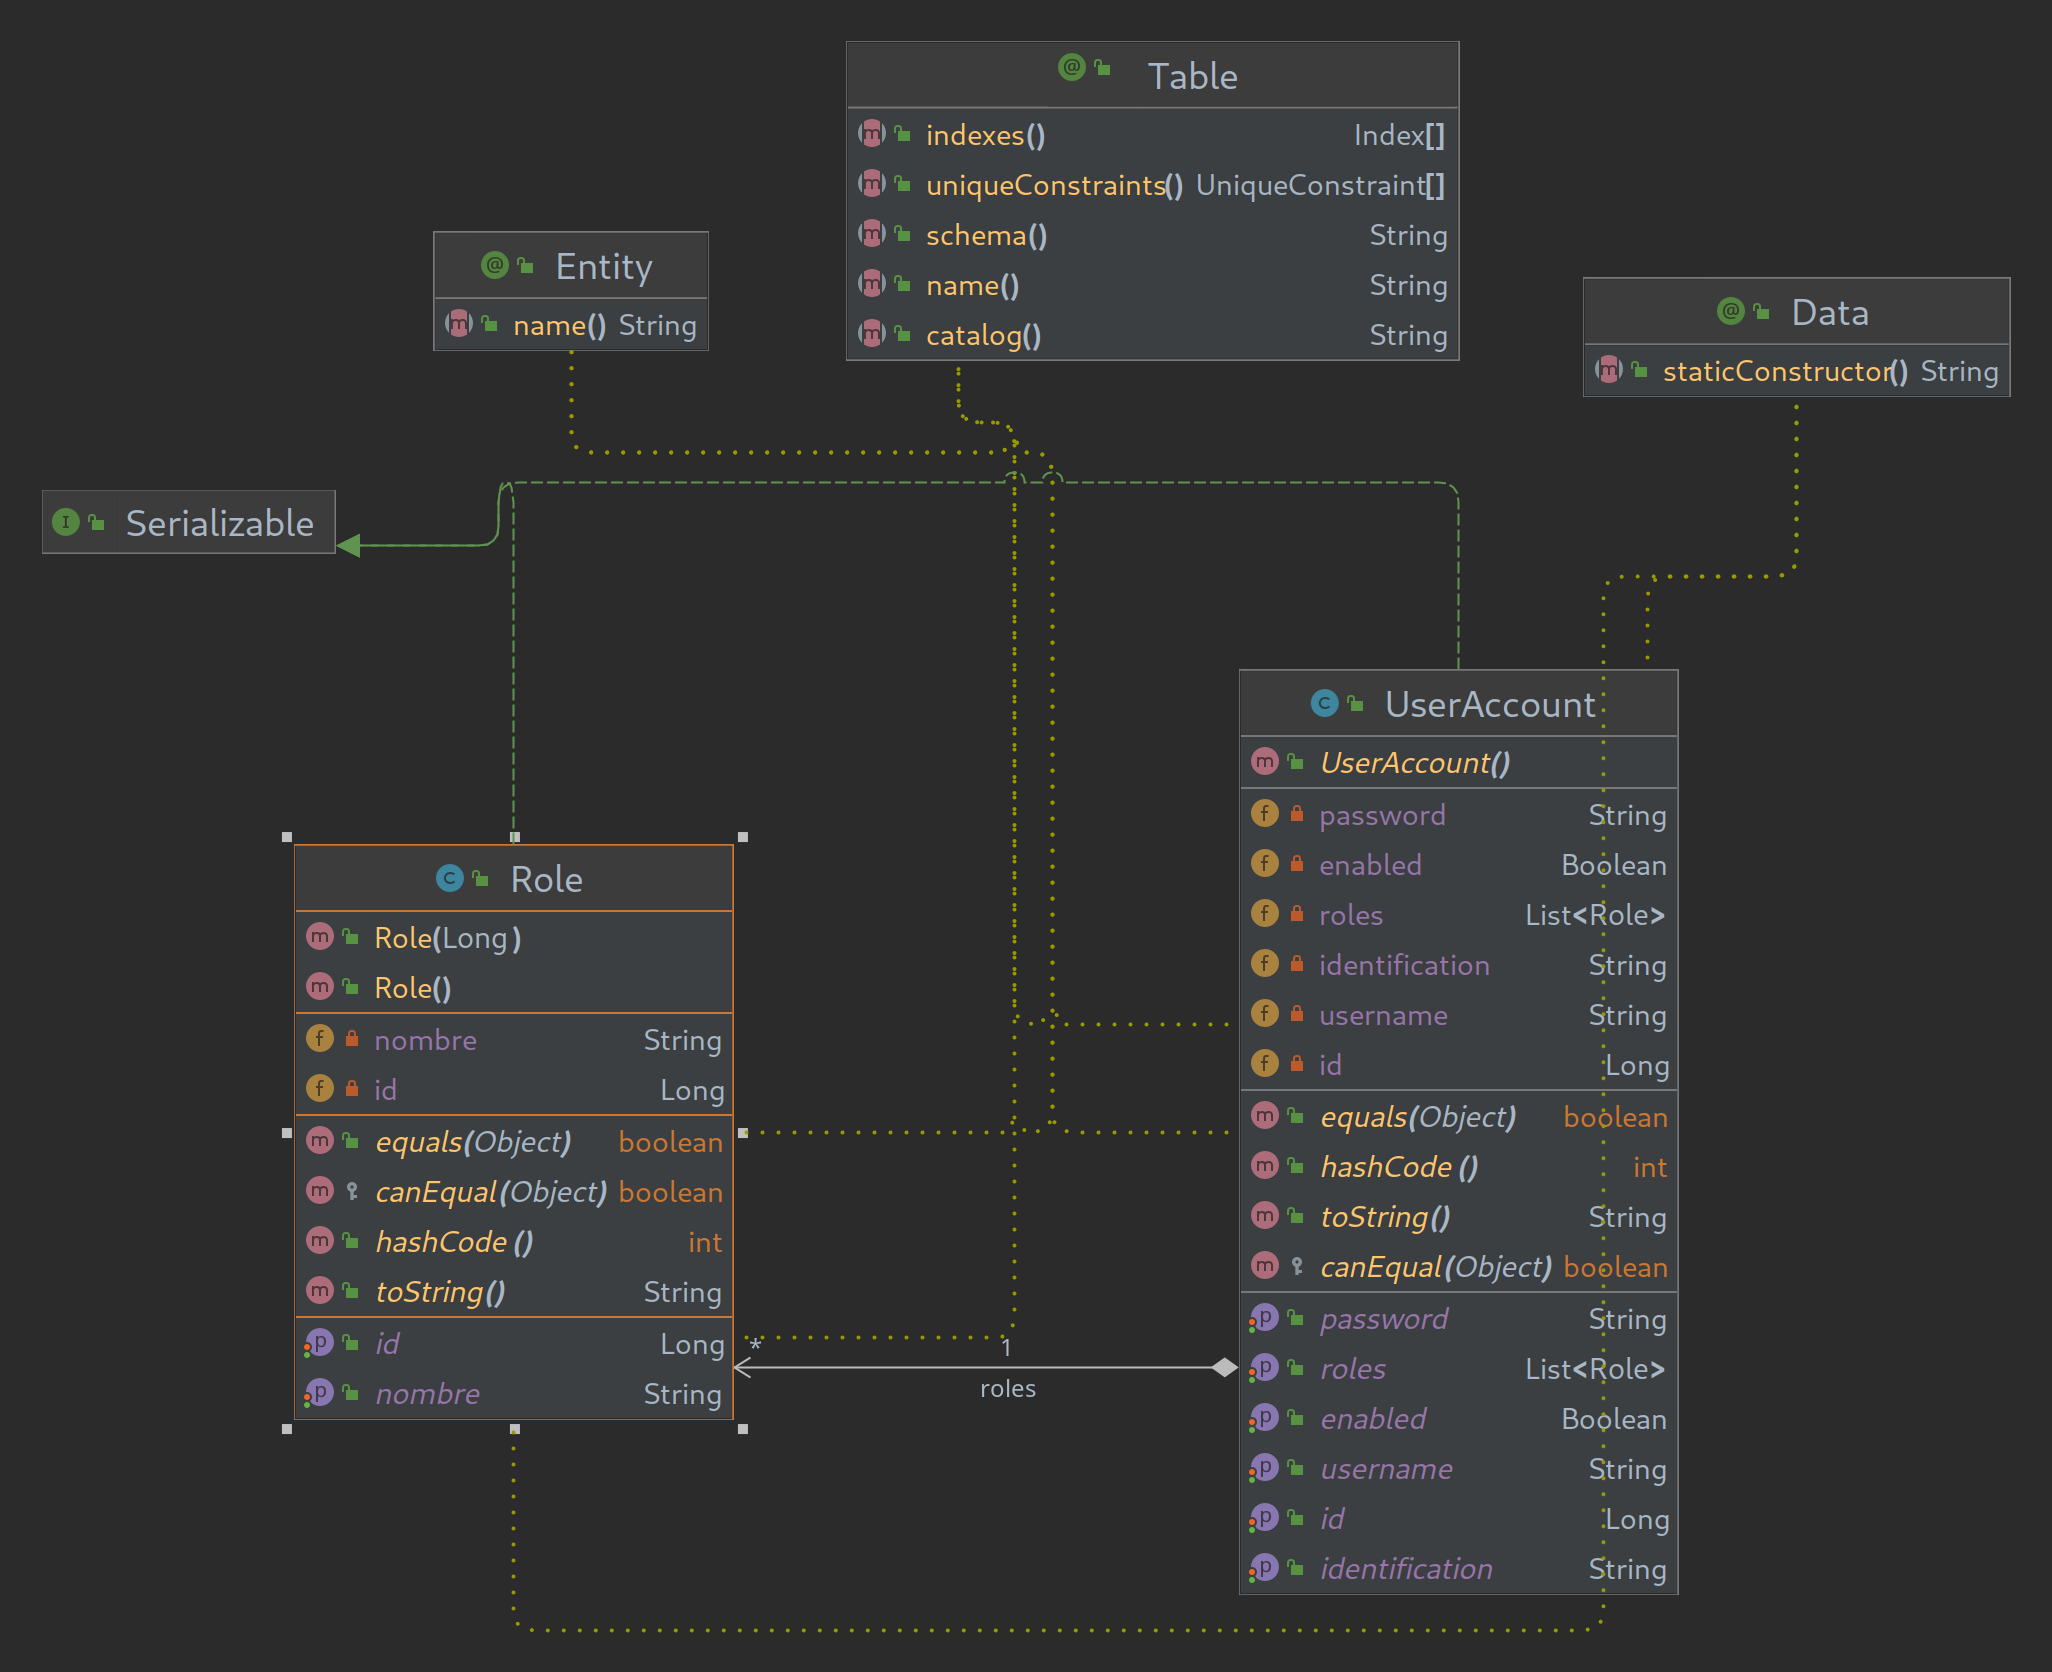 Table
indexes() Index[]
uniqueConstraints() UniqueConstraint[]
schema() String
name() String
catalog() String
Entity
name() String
Data
staticConstructor() String
Serializable
UserAccount
UserAccount()
password String
enabled Boolean
roles List<Role>
identification String
username String
id Long
equals(Object) boolean
hashCode () int
toString() String
canEqual(Object) boolean
password String
roles List<Role>
enabled Boolean
username String
id Long
identification String
Role
Role(Long )
Role()
nombre String
id Long
equals(Object) boolean
canEqual(Object) boolean
hashCode () int
toString() String
id Long
nombre String
* 1
roles